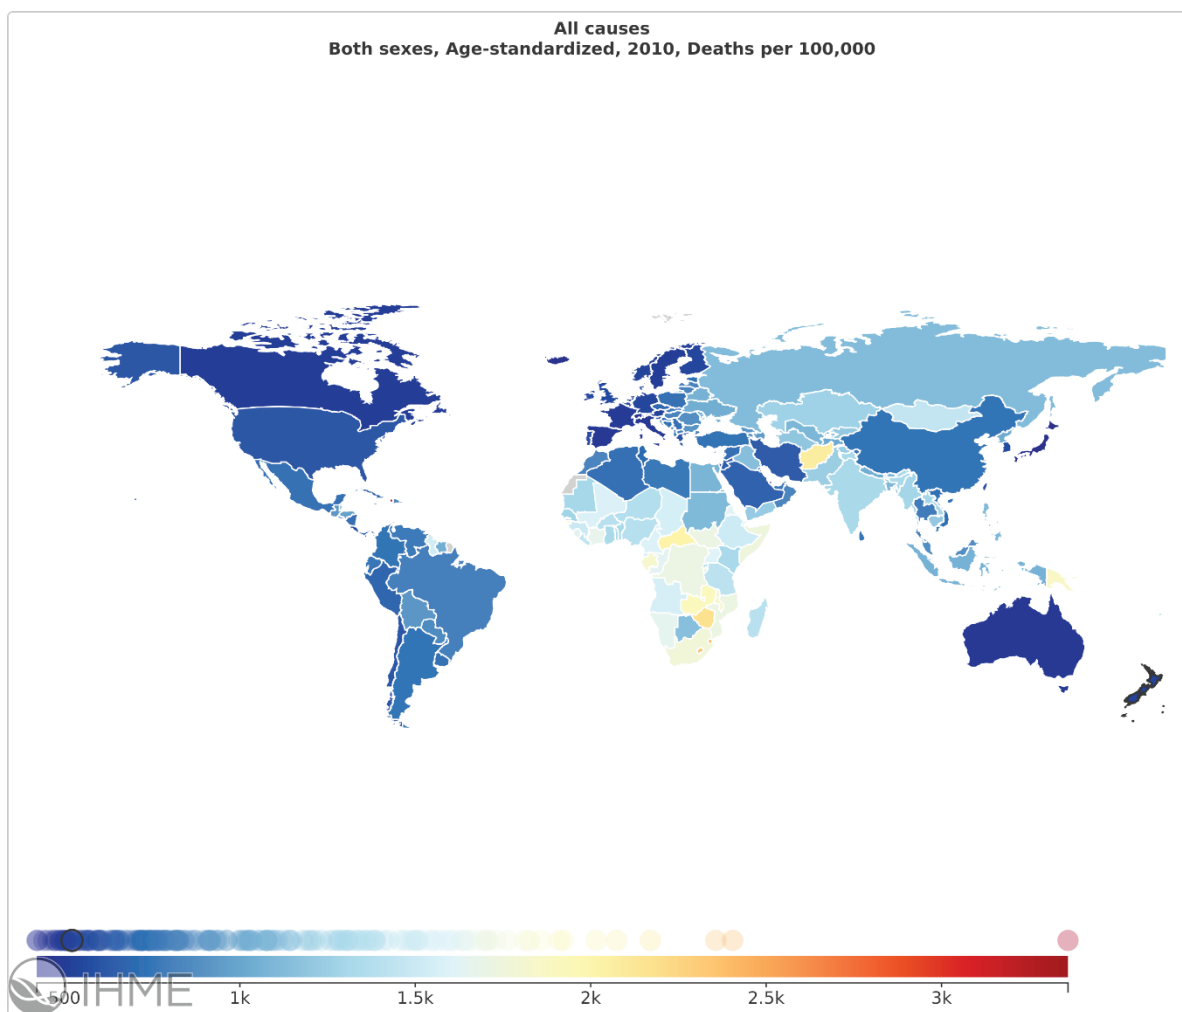 All causes
Both sexes, Age-standardized, 2010, Deaths per 100,000
500 1k 1.5k 2k 2.5k 3k
IHME